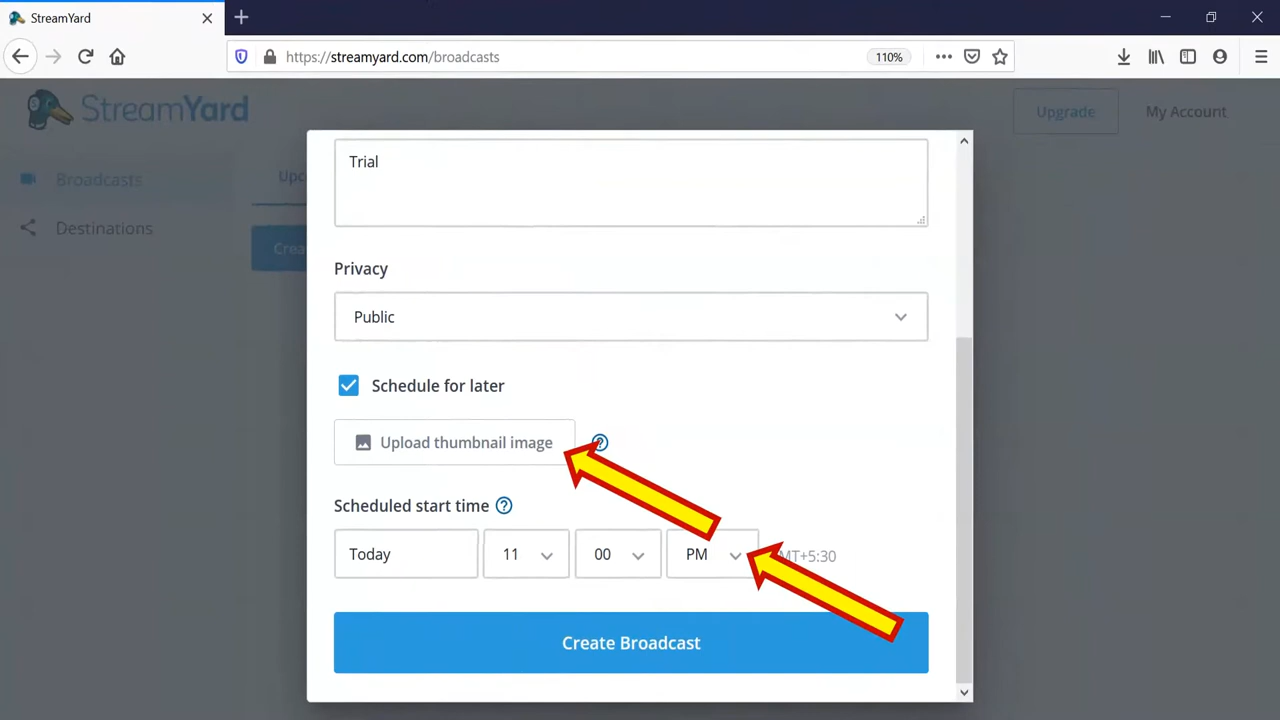 StreamYard
https://streamyard.com/broadcasts
110%
StreamYard
Upgrade
My Account
Broadcasts
Destinations
Trial
Privacy
Public
Schedule for later
Upload thumbnail image
Scheduled start time
Today
11
00
PM
MT+5:30
Create Broadcast